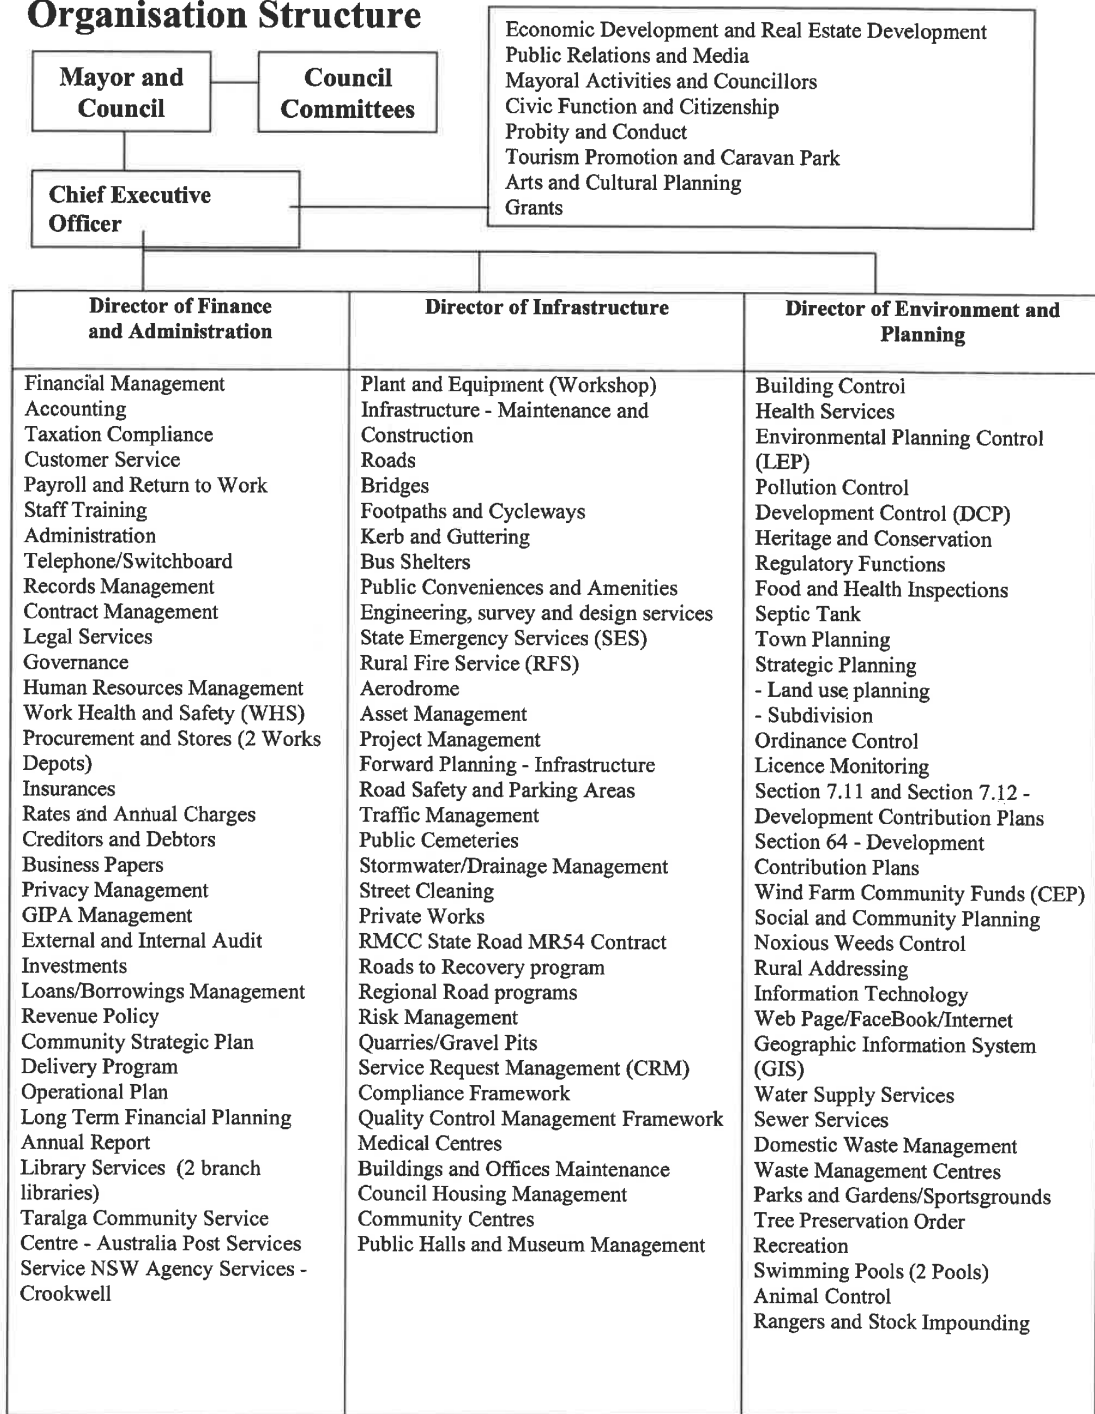 Organisation Structure
Mayor and
Council
Council
Committees
Economic Development and Real Estate Development
Public Relations and Media
Mayoral Activities and Councillors
Civic Function and Citizenship
Probity and Conduct
Tourism Promotion and Caravan Park
Arts and Cultural Planning
Grants
Chief Executive
Officer
Director of Finance
and Administration
Financial Management
Accounting
Taxation Compliance
Customer Service
Payroll and Return to Work
Staff Training
Administration
Telephone/Switchboard
Records Management
Contract Management
Legal Services
Governance
Human Resources Management
Work Health and Safety (WHS)
Procurement and Stores (2 Works
Depots)
Insurances
Rates and Annual Charges
Creditors and Debtors
Business Papers
Privacy Management
GIPA Management
External and Internal Audit
Investments
Loans/Borrowings Management
Revenue Policy
Community Strategic Plan
Delivery Program
Operational Plan
Long Term Financial Planning
Annual Report
Library Services (2 branch
libraries)
Taralga Community Service
Centre - Australia Post Services
Service NSW Agency Services -
Crookwell
Director of Infrastructure
Plant and Equipment (Workshop)
Infrastructure - Maintenance and
Construction
Roads
Bridges
Footpaths and Cycleways
Kerb and Guttering
Bus Shelters
Public Conveniences and Amenities
Engineering, survey and design services
State Emergency Services (SES)
Rural Fire Service (RFS)
Aerodrome
Asset Management
Project Management
Forward Planning - Infrastructure
Road Safety and Parking Areas
Traffic Management
Public Cemeteries
Stormwater/Drainage Management
Street Cleaning
Private Works
RMCC State Road MR54 Contract
Roads to Recovery program
Regional Road programs
Risk Management
Quarries/Gravel Pits
Service Request Management (CRM)
Compliance Framework
Quality Control Management Framework
Medical Centres
Buildings and Offices Maintenance
Council Housing Management
Community Centres
Public Halls and Museum Management
Director of Environment and
Planning
Building Control
Health Services
Environmental Planning Control
(LEP)
Pollution Control
Development Control (DCP)
Heritage and Conservation
Regulatory Functions
Food and Health Inspections
Septic Tank
Town Planning
Strategic Planning
- Land use planning
- Subdivision
Ordinance Control
Licence Monitoring
Section 7.11 and Section 7.12 -
Development Contribution Plans
Section 64 - Development
Contribution Plans
Wind Farm Community Funds (CEP)
Social and Community Planning
Noxious Weeds Control
Rural Addressing
Information Technology
Web Page/FaceBook/Internet
Geographic Information System
(GIS)
Water Supply Services
Sewer Services
Domestic Waste Management
Waste Management Centres
Parks and Gardens/Sportsgrounds
Tree Preservation Order
Recreation
Swimming Pools (2 Pools)
Animal Control
Rangers and Stock Impounding